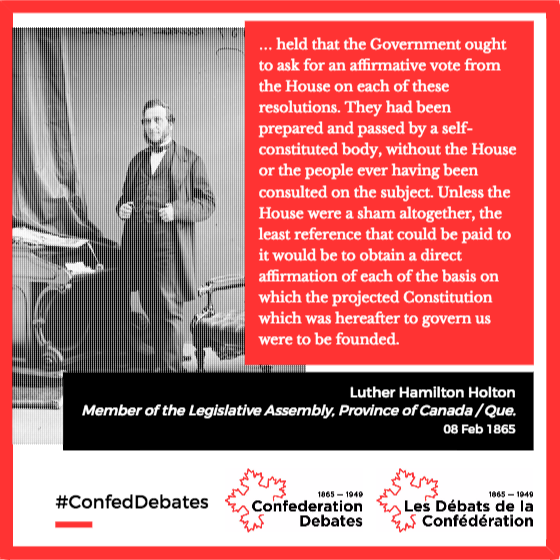 ... held that the Government ought
to ask for an affirmative vote from
the House on each of these
resolutions. They had been
prepared and passed by a self-
constituted body, without the House
or the people ever having been
consulted on the subject. Unless the
House were a sham altogether, the
least reference that could be paid to
it would be to obtain a direct
affirmation of each of the basis on
which the projected Constitution
which was hereafter to govern us
were to be founded.
Luther Hamilton Holton
Member of the Legislative Assembly, Province of Canada / Que.
08 Feb 1865
#ConfedDebates
1865 — 1949
Confederation
Debates
1865 — 1949
Les Débats de la
Confédération